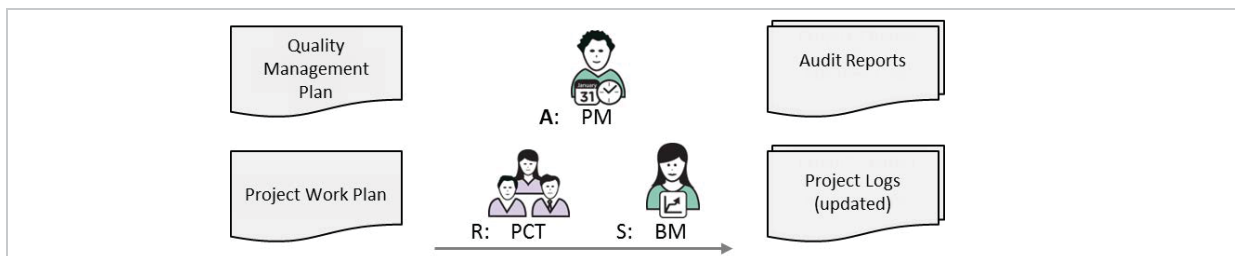 Quality
Management
Plan
Project Work Plan
January
31
A: PM
R: PCT
S: BM
Audit Reports
Project Logs
(updated)